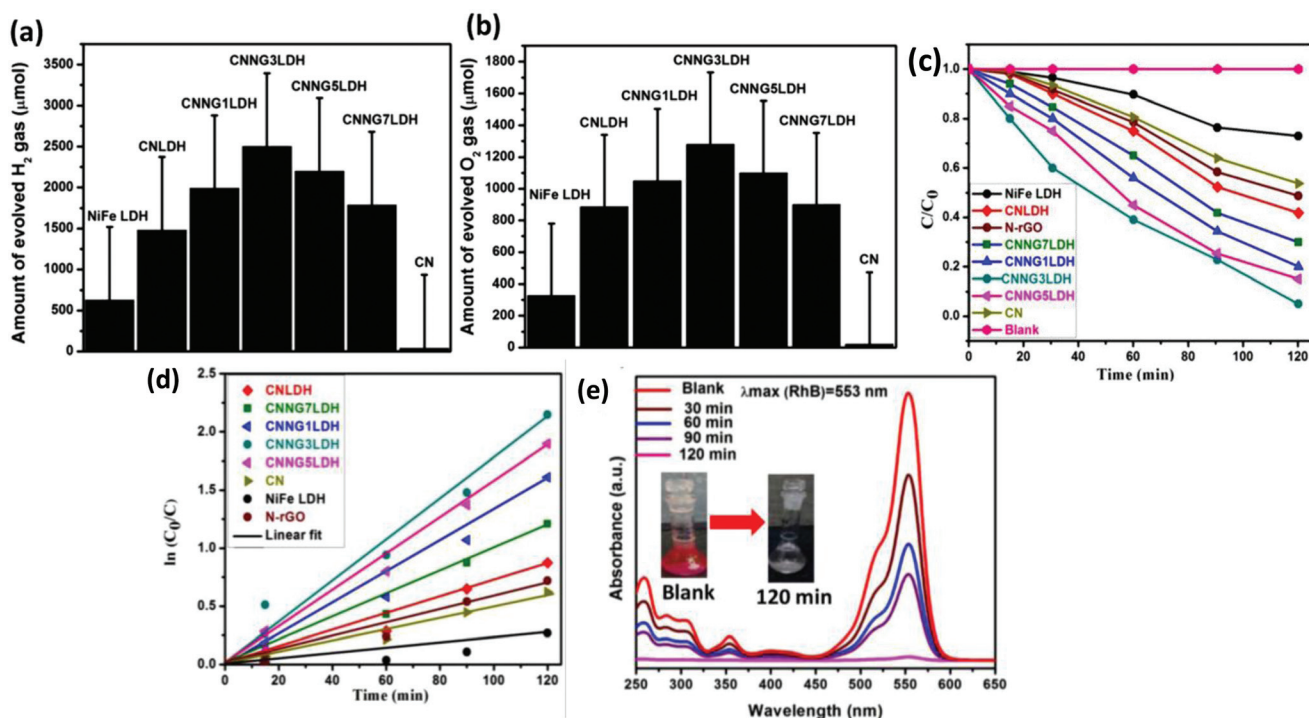 (a)
Amount of evolved H2 gas (μmol)
3500
3000
2500
2000
1500
1000
500
0
NiFe LDH
CNLDH
CNNG1LDH
CNNG3LDH
CNNG5LDH
CNNG7LDH
CN
(b)
Amount of evolved O2 gas (μmol)
1800
1600
1400
1200
1000
800
600
400
200
0
NiFe LDH
CNLDH
CNNG1LDH
CNNG3LDH
CNNG5LDH
CNNG7LDH
CN
(c)
C/C0
1.0
0.8
0.6
0.4
0.2
0.0
NiFe LDH
CNLDH
N-rGO
CNNG7LDH
CNNG1LDH
CNNG3LDH
CNNG5LDH
CN
Blank
0 20 40 60 80 100 120
Time (min)
(d)
ln (C0/C)
2.5
2.0
1.5
1.0
0.5
0.0
CNLDH
CNNG7LDH
CNNG1LDH
CNNG3LDH
CNNG5LDH
CN
NiFe LDH
N-rGO
Linear fit
0 20 40 60 80 100 120
Time (min)
(e)
Absorbance (a.u.)
Blank
30 min
60 min
90 min
120 min
λmax (RhB)=553 nm
Blank
120 min
250 300 350 400 450 500 550 600 650
Wavelength (nm)